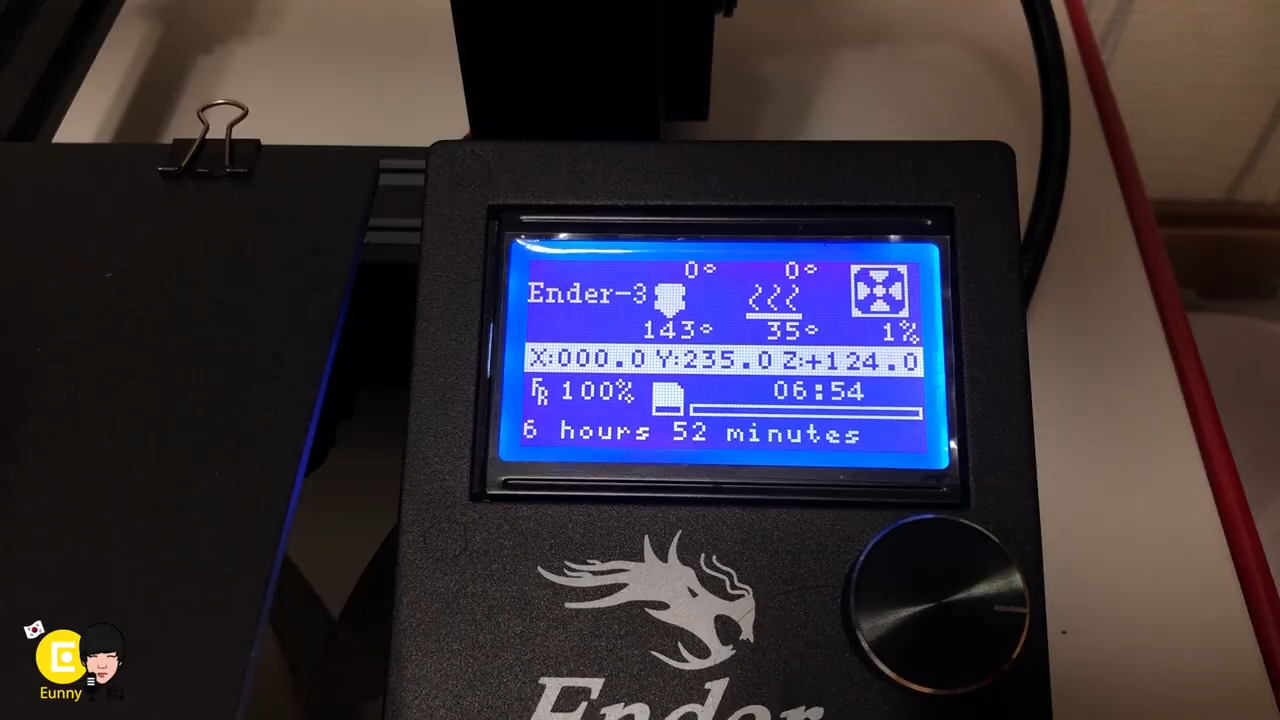 0° 0°
Ender-3
143° 35° 1%
X:000.0 Y:235.0 Z:+124.0
FR 100% 06:54
6 hours 52 minutes
Ender
E
Eunny